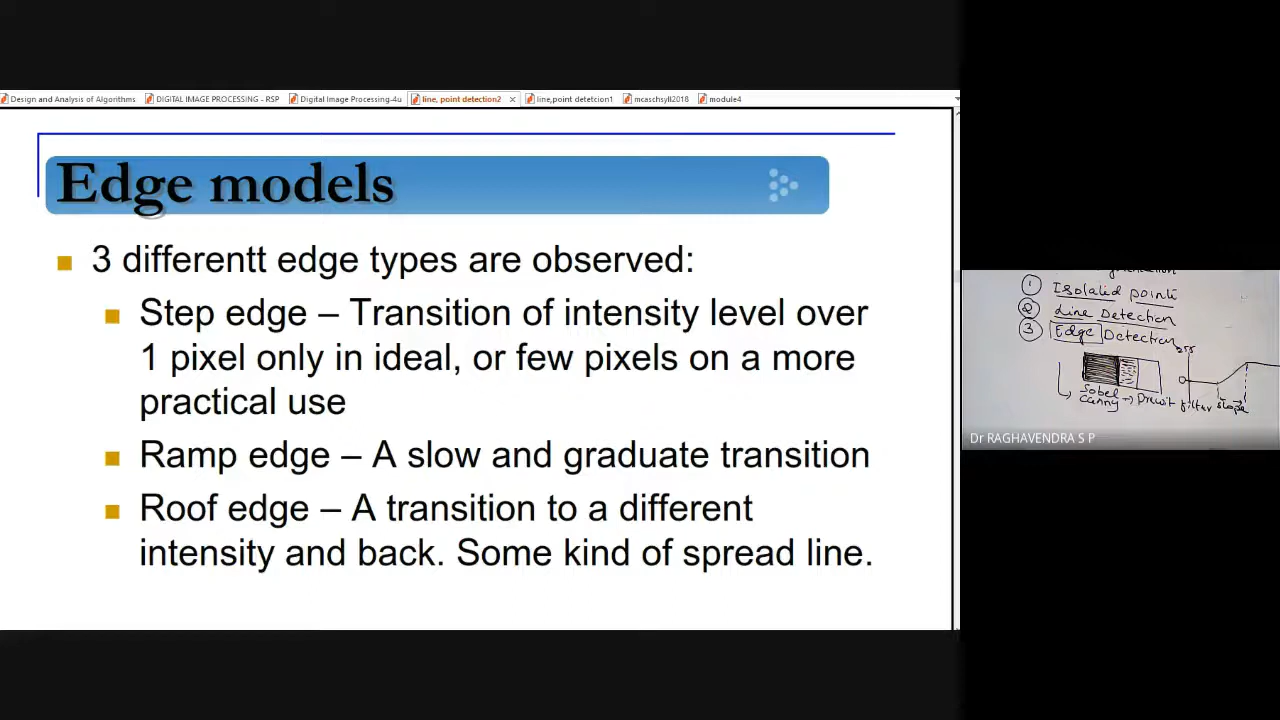 Design and Analysis of Algorithms DIGITAL IMAGE PROCESSING - RSP Digital Image Processing-4u line, point detection2 line,point detetcion1 mcaschsyll2018 module4
Edge models
3 differentt edge types are observed:
Step edge – Transition of intensity level over
1 pixel only in ideal, or few pixels on a more
practical use
Ramp edge – A slow and graduate transition
Roof edge – A transition to a different
intensity and back. Some kind of spread line.
1 Isolated points
2 Line Detection
3 Edge Detection
255
Sobel
Canny → Prewit filter slope
Dr RAGHAVENDRA S P